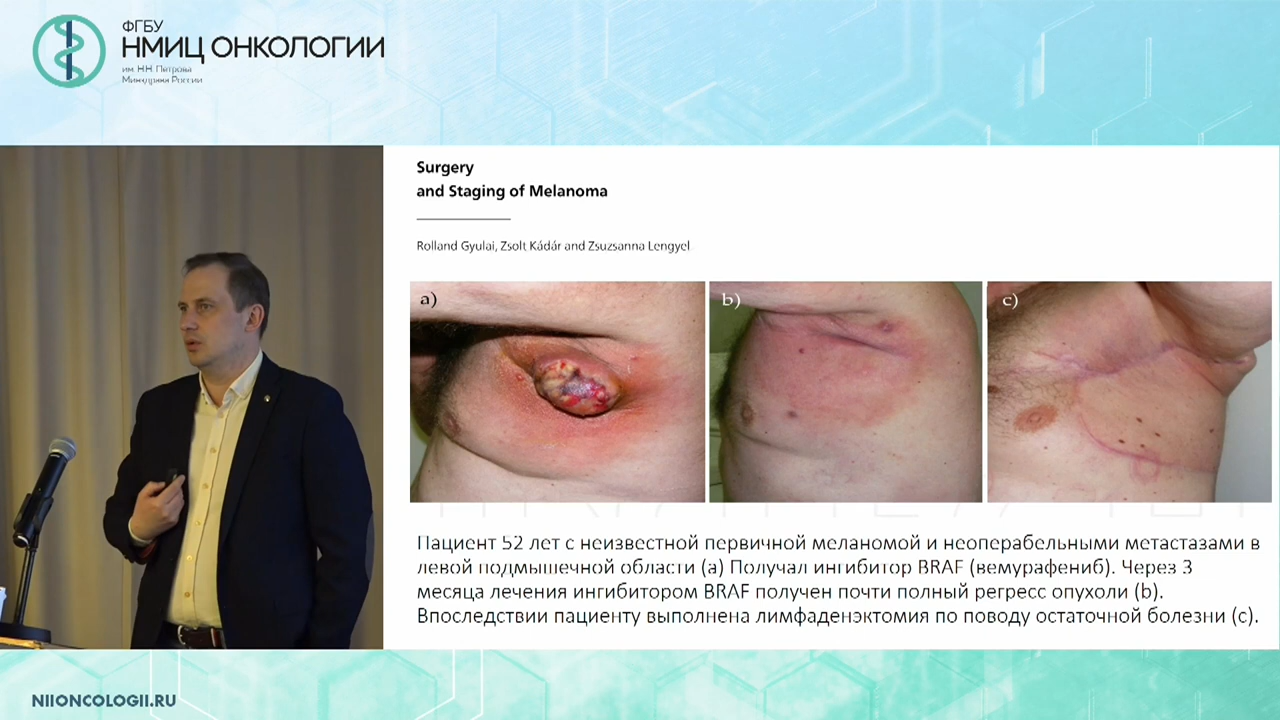 ФГБУ
НМИЦ ОНКОЛОГИИ
им. Н.Н. Петрова
Минздрава России
Surgery
and Staging of Melanoma
Rolland Gyulai, Zsolt Kádár and Zsuzsanna Lengyel
a)
b)
c)
Пациент 52 лет с неизвестной первичной меланомой и неоперабельными метастазами в
левой подмышечной области (a) Получал ингибитор BRAF (вемурафениб). Через 3
месяца лечения ингибитором BRAF получен почти полный регресс опухоли (b).
Впоследствии пациенту выполнена лимфаденэктомия по поводу остаточной болезни (c).
NIIONCOLOGII.RU